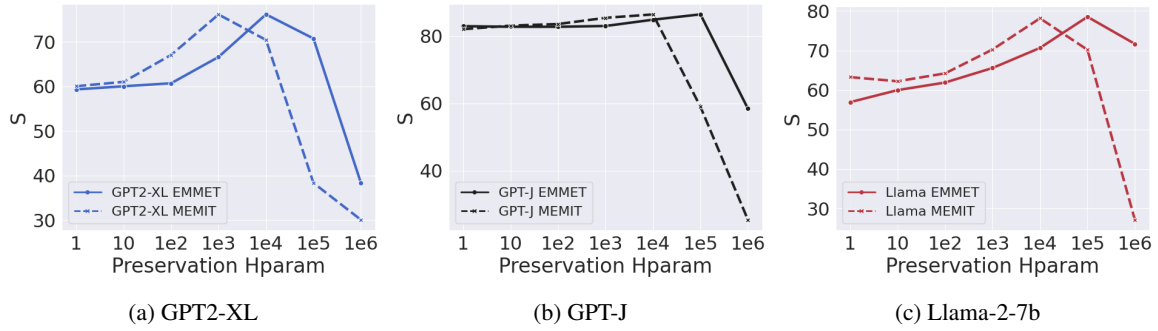 70
60
50
40
30
S
GPT2-XL EMMET
GPT2-XL MEMIT
1 10 1e2 1e3 1e4 1e5 1e6
Preservation Hparam
(a) GPT2-XL
80
60
40
S
GPT-J EMMET
GPT-J MEMIT
1 10 1e2 1e3 1e4 1e5 1e6
Preservation Hparam
(b) GPT-J
80
70
60
50
40
30
S
Llama EMMET
Llama MEMIT
1 10 1e2 1e3 1e4 1e5 1e6
Preservation Hparam
(c) Llama-2-7b